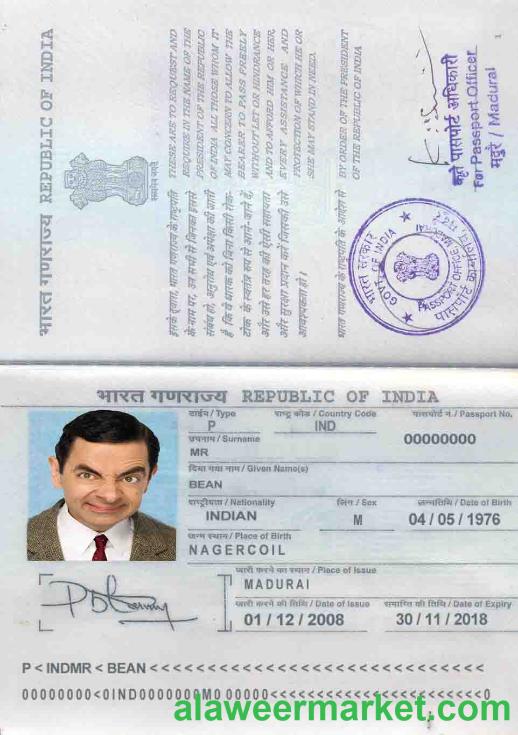 भारत गणराज्य REPUBLIC OF INDIA
सत्यमेव जयते
THESE ARE TO REQUEST AND
REQUIRE IN THE NAME OF THE
PRESIDENT OF THE REPUBLIC
OF INDIA ALL THOSE WHOM IT
MAY CONCERN TO ALLOW THE
BEARER TO PASS FREELY
WITHOUT LET OR HINDRANCE
AND TO AFFORD HIM OR HER
EVERY ASSISTANCE AND
PROTECTION OF WHICH HE OR
SHE MAY STAND IN NEED.
BY ORDER OF THE PRESIDENT
OF THE REPUBLIC OF INDIA
इसके द्वारा, भारत गणराज्य के राष्ट्रपति
के नाम पर, उन सभी से जिनका इससे
संबंध हो, अनुरोध एवं अपेक्षा की जाती
है कि वे धारक को बिना किसी रोक-
टोक के स्वतंत्र रूप से आने-जाने दें,
और उसे हर तरह की ऐसी सहायता
और सुरक्षा प्रदान करें जिसकी उसे
आवश्यकता हो।
भारत गणराज्य के राष्ट्रपति के आदेश से
भारत सरकार
GOVT. OF INDIA
PASSPORT OFFICE MADURAI
पासपोर्ट कार्यालय, मदुरै
कृते पासपोर्ट अधिकारी
For Passport Officer
मदुरै / Madurai
1
भारत गणराज्य REPUBLIC OF INDIA
टाईप / Type राष्ट्र कोड / Country Code पासपोर्ट नं. / Passport No.
P IND 00000000
उपनाम / Surname
MR
दिया गया नाम / Given Name(s)
BEAN
राष्ट्रीयता / Nationality लिंग / Sex जन्मतिथि / Date of Birth
INDIAN M 04 / 05 / 1976
जन्म स्थान / Place of Birth
NAGERCOIL
जारी करने का स्थान / Place of Issue
MADURAI
जारी करने की तिथि / Date of Issue समाप्ति की तिथि / Date of Expiry
01 / 12 / 2008 30 / 11 / 2018
P < INDMR < BEAN < < < < < < < < < < < < < < < < < < < < < < < < < < < < <
00000000<0IND0000000M0 00000<<<<<<<<<<<<<<<<<<<<0
alaweermarket.com